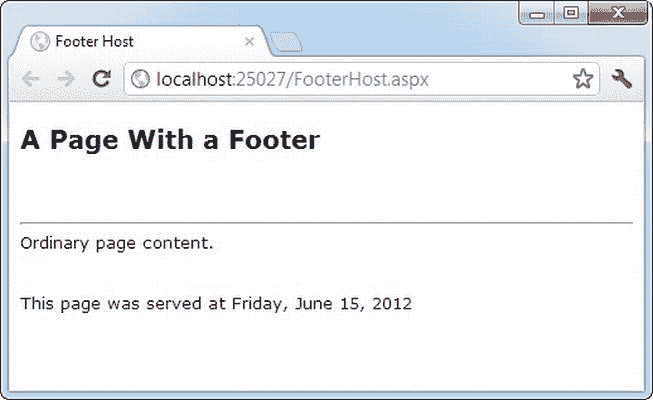 Footer Host
localhost:25027/FooterHost.aspx
A Page With a Footer
Ordinary page content.
This page was served at Friday, June 15, 2012